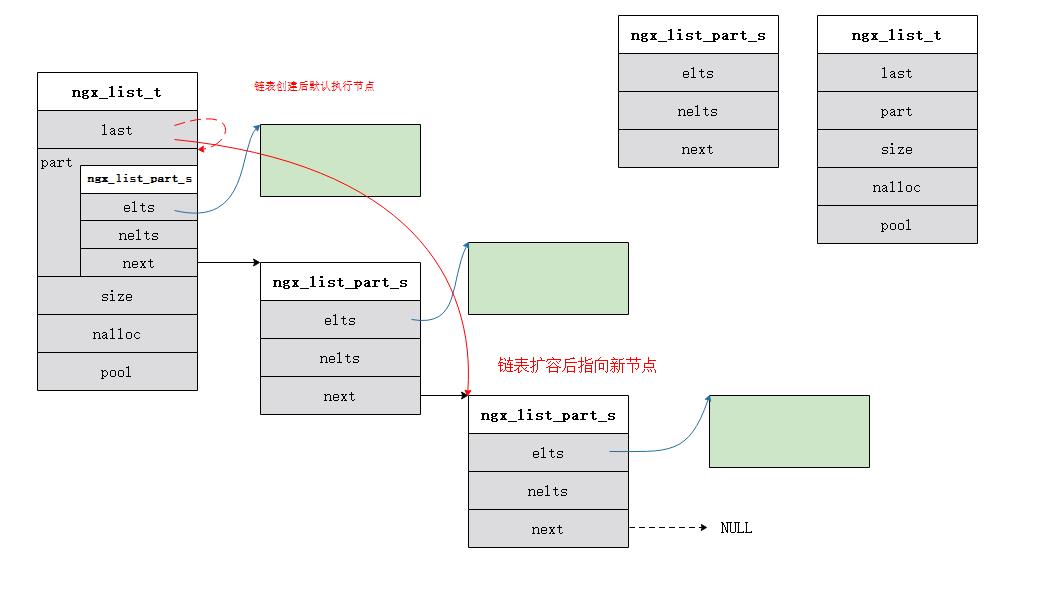 ngx_list_part_s
elts
nelts
next
ngx_list_t
last
part
size
nalloc
pool
ngx_list_t
last
part
ngx_list_part_s
elts
nelts
next
size
nalloc
pool
链表创建后默认执行节点
ngx_list_part_s
elts
nelts
next
链表扩容后指向新节点
ngx_list_part_s
elts
nelts
next
NULL